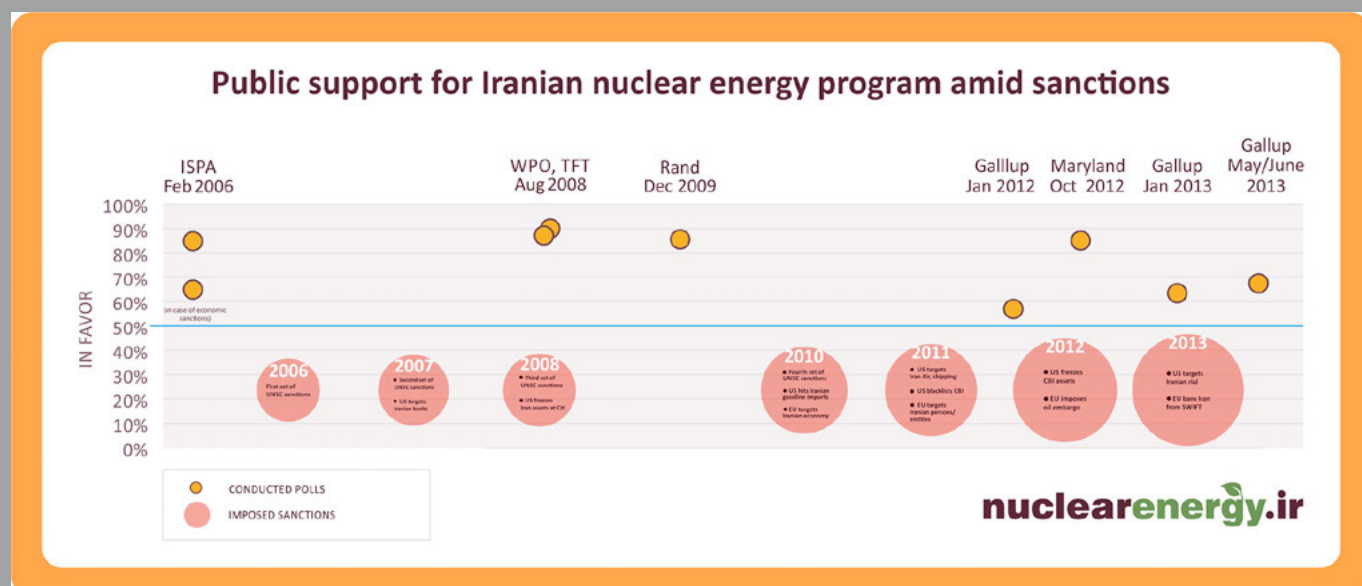 Public support for Iranian nuclear energy program amid sanctions
ISPA
Feb 2006
WPO, TFT
Aug 2008
Rand
Dec 2009
Galllup
Jan 2012
Maryland
Oct 2012
Gallup
Jan 2013
Gallup
May/June
2013
IN FAVOR
100%
90%
80%
70%
60%
50%
40%
30%
20%
10%
0%
(in case of economic
sanctions)
2006
First set of
UNSC sanctions
2007
Second set of
UNSC sanctions
US targets
Iranian banks
2008
Third set of
UNSC sanctions
US freezes
Iran assets at Citi
2010
Fourth set of
UNSC sanctions
US hits Iranian
gasoline imports
EU targets
Iranian economy
2011
US targets
Iran Air, shipping
US blacklists CBI
EU targets
Iranian persons/
entities
2012
US freezes
CBI assets
EU imposes
oil embargo
2013
US targets
Iranian rial
EU bans Iran
from SWIFT
CONDUCTED POLLS
IMPOSED SANCTIONS
nuclearenergy.ir